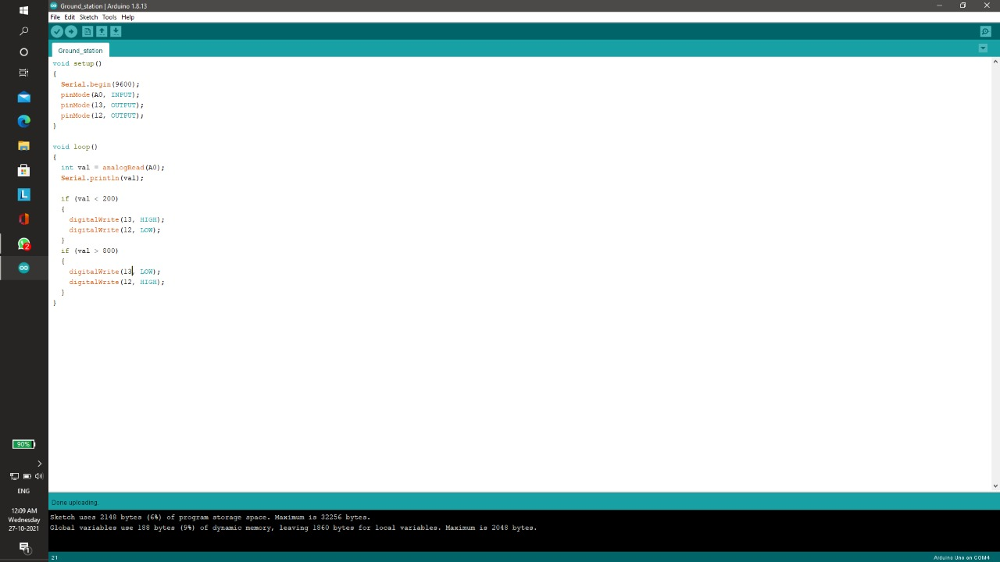 Ground_station | Arduino 1.8.13
File Edit Sketch Tools Help
Ground_station
void setup()
{
  Serial.begin(9600);
  pinMode(A0, INPUT);
  pinMode(13, OUTPUT);
  pinMode(12, OUTPUT);
}
void loop()
{
  int val = analogRead(A0);
  Serial.println(val);
  if (val < 200)
  {
    digitalWrite(13, HIGH);
    digitalWrite(12, LOW);
  }
  if (val > 800)
  {
    digitalWrite(13, LOW);
    digitalWrite(12, HIGH);
  }
}
L
2
90%
ENG
12:09 AM
Wednesday
27-10-2021
1
Done uploading.
Sketch uses 2148 bytes (6%) of program storage space. Maximum is 32256 bytes.
Global variables use 188 bytes (9%) of dynamic memory, leaving 1860 bytes for local variables. Maximum is 2048 bytes.
21
Arduino Uno on COM4